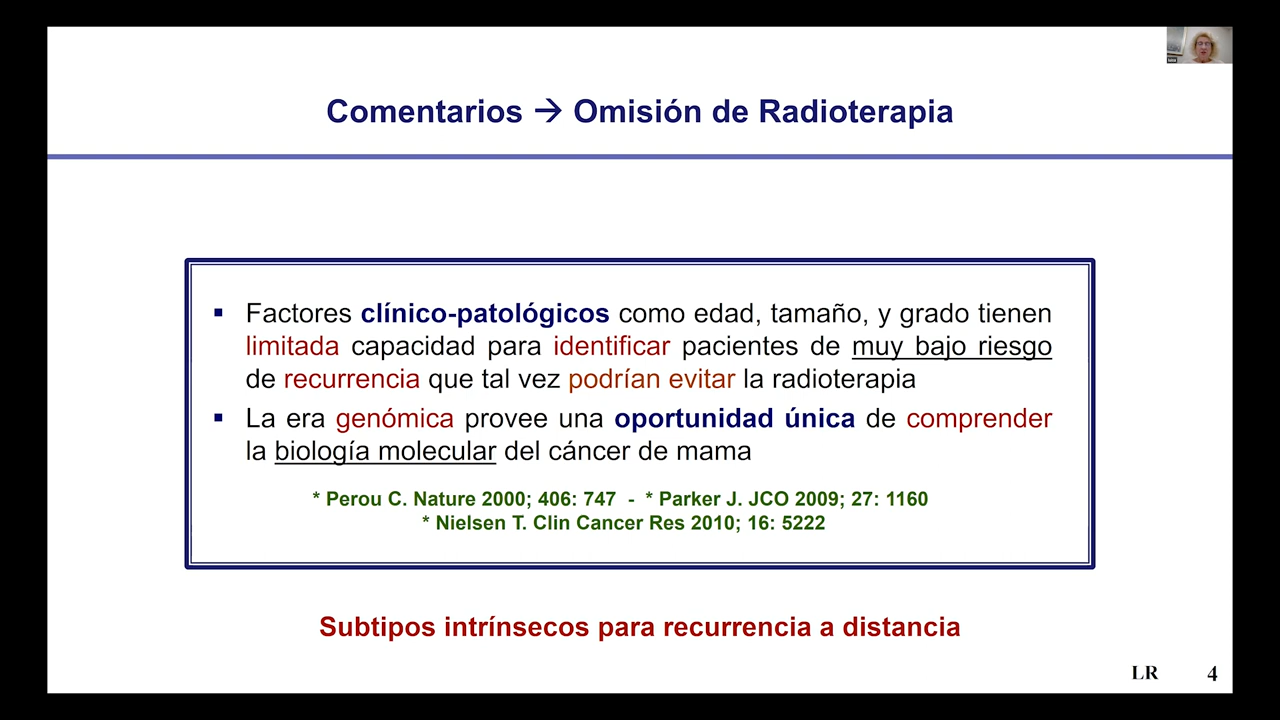 Comentarios → Omisión de Radioterapia
▪ Factores clínico-patológicos como edad, tamaño, y grado tienen
limitada capacidad para identificar pacientes de muy bajo riesgo
de recurrencia que tal vez podrían evitar la radioterapia
▪ La era genómica provee una oportunidad única de comprender
la biología molecular del cáncer de mama
* Perou C. Nature 2000; 406: 747 - * Parker J. JCO 2009; 27: 1160
* Nielsen T. Clin Cancer Res 2010; 16: 5222
Subtipos intrínsecos para recurrencia a distancia
LR 4